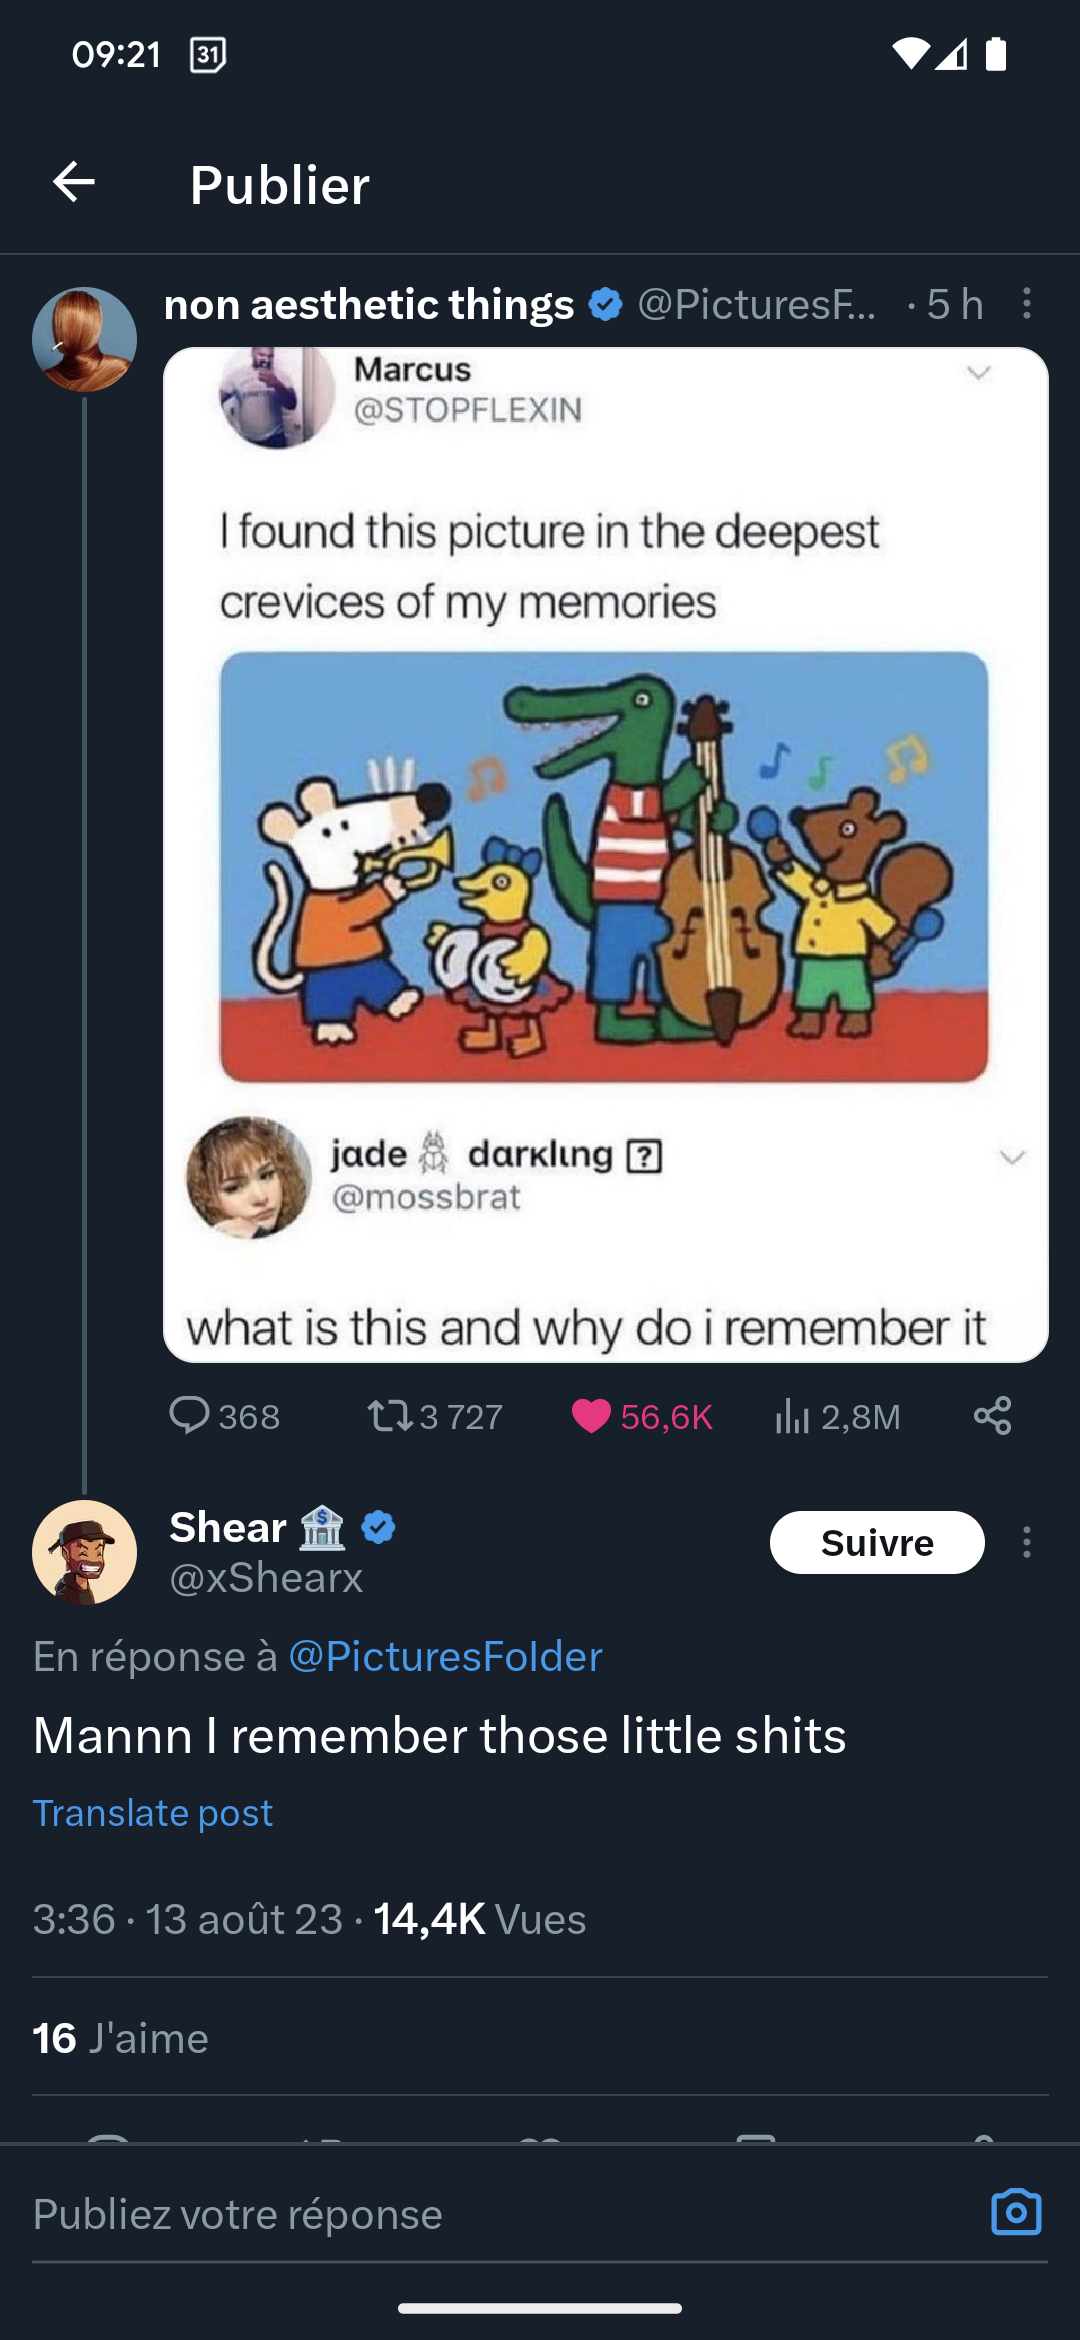 09:21 31
Publier
non aesthetic things @PicturesF... · 5 h
Marcus
@STOPFLEXIN
I found this picture in the deepest
crevices of my memories
jade darĸlıng ?
@mossbrat
what is this and why do i remember it
368 3 727 56,6K 2,8M
Shear
@xShearx
Suivre
En réponse à @PicturesFolder
Mannn I remember those little shits
Translate post
3:36 · 13 août 23 · 14,4K Vues
16 J'aime
Publiez votre réponse